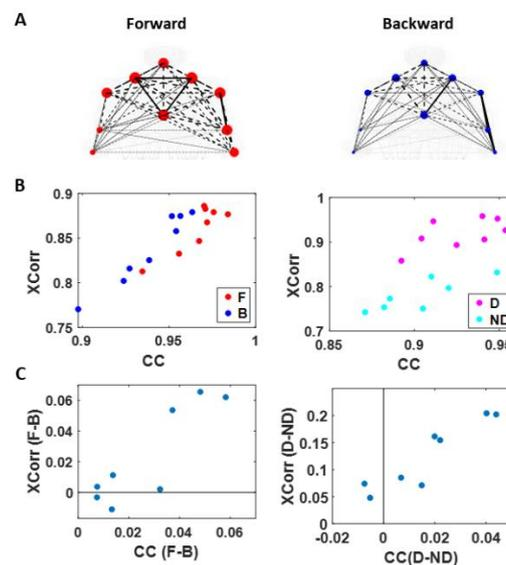 A
Forward
Backward
B
0.9
0.85
0.8
0.75
XCorr
0.9
0.95
1
CC
F
B
1
0.9
0.8
0.7
XCorr
0.85
0.9
0.95
CC
D
ND
C
0.06
0.04
0.02
0
XCorr (F-B)
0
0.02
0.04
0.06
CC (F-B)
0.2
0.15
0.1
0.05
0
XCorr (D-ND)
-0.02
0
0.02
0.04
CC(D-ND)